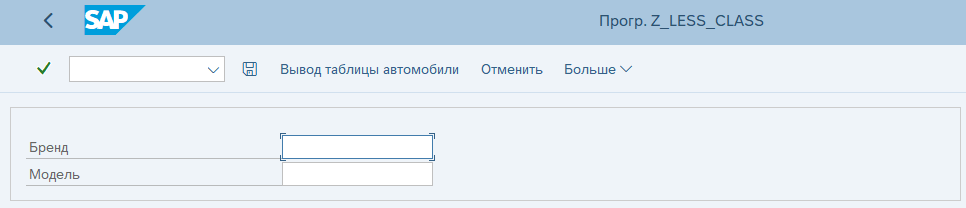 SAP
Прогр. Z_LESS_CLASS
Вывод таблицы автомобили Отменить Больше
Бренд
Модель